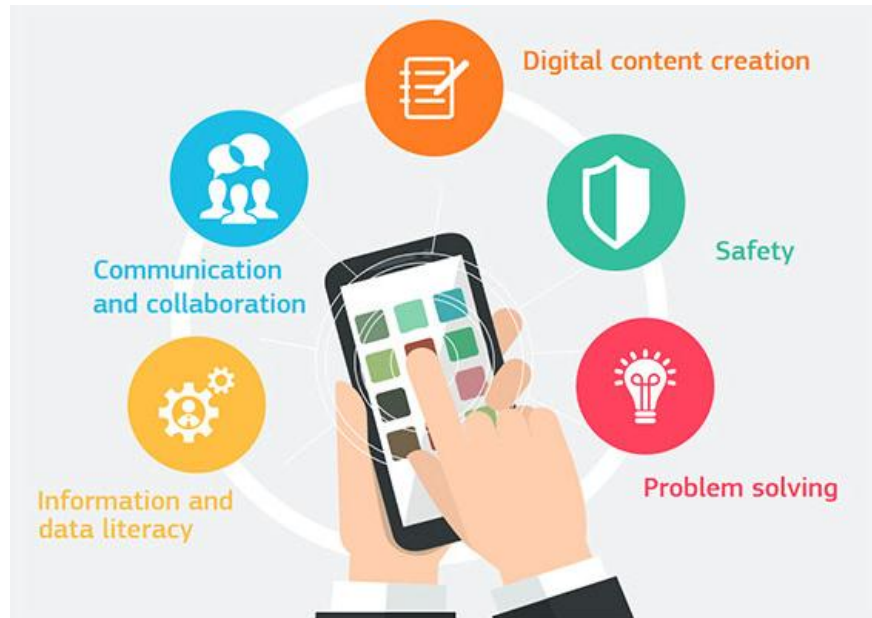 Digital content creation
Communication
and collaboration
Safety
Information and
data literacy
Problem solving